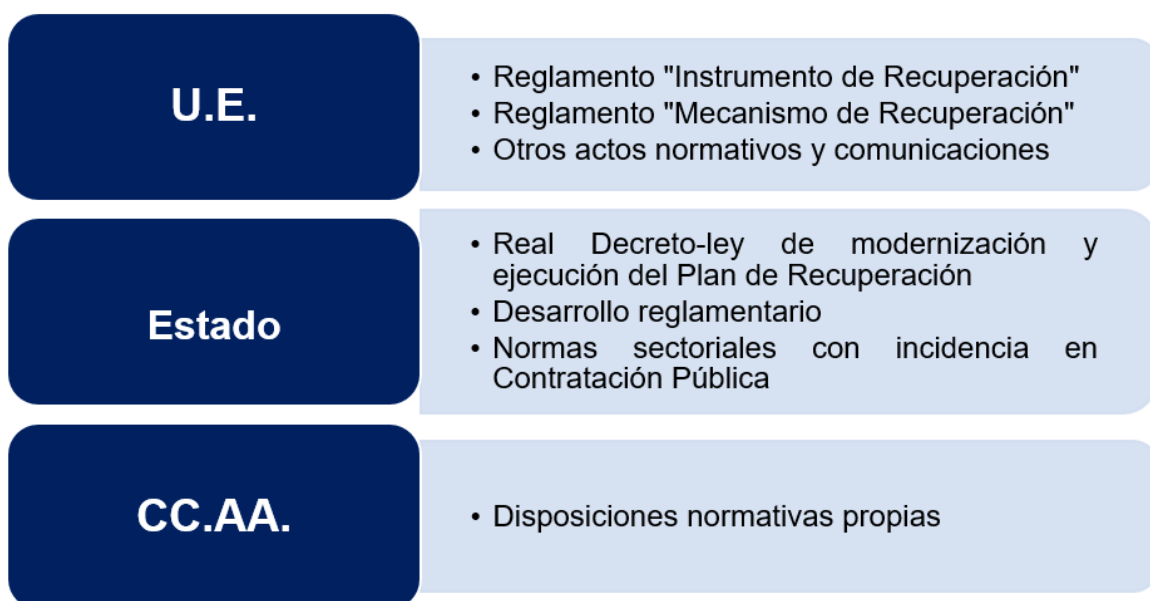 U.E.
• Reglamento "Instrumento de Recuperación"
• Reglamento "Mecanismo de Recuperación"
• Otros actos normativos y comunicaciones
Estado
• Real Decreto-ley de modernización y
ejecución del Plan de Recuperación
• Desarrollo reglamentario
• Normas sectoriales con incidencia en
Contratación Pública
CC.AA.
• Disposiciones normativas propias